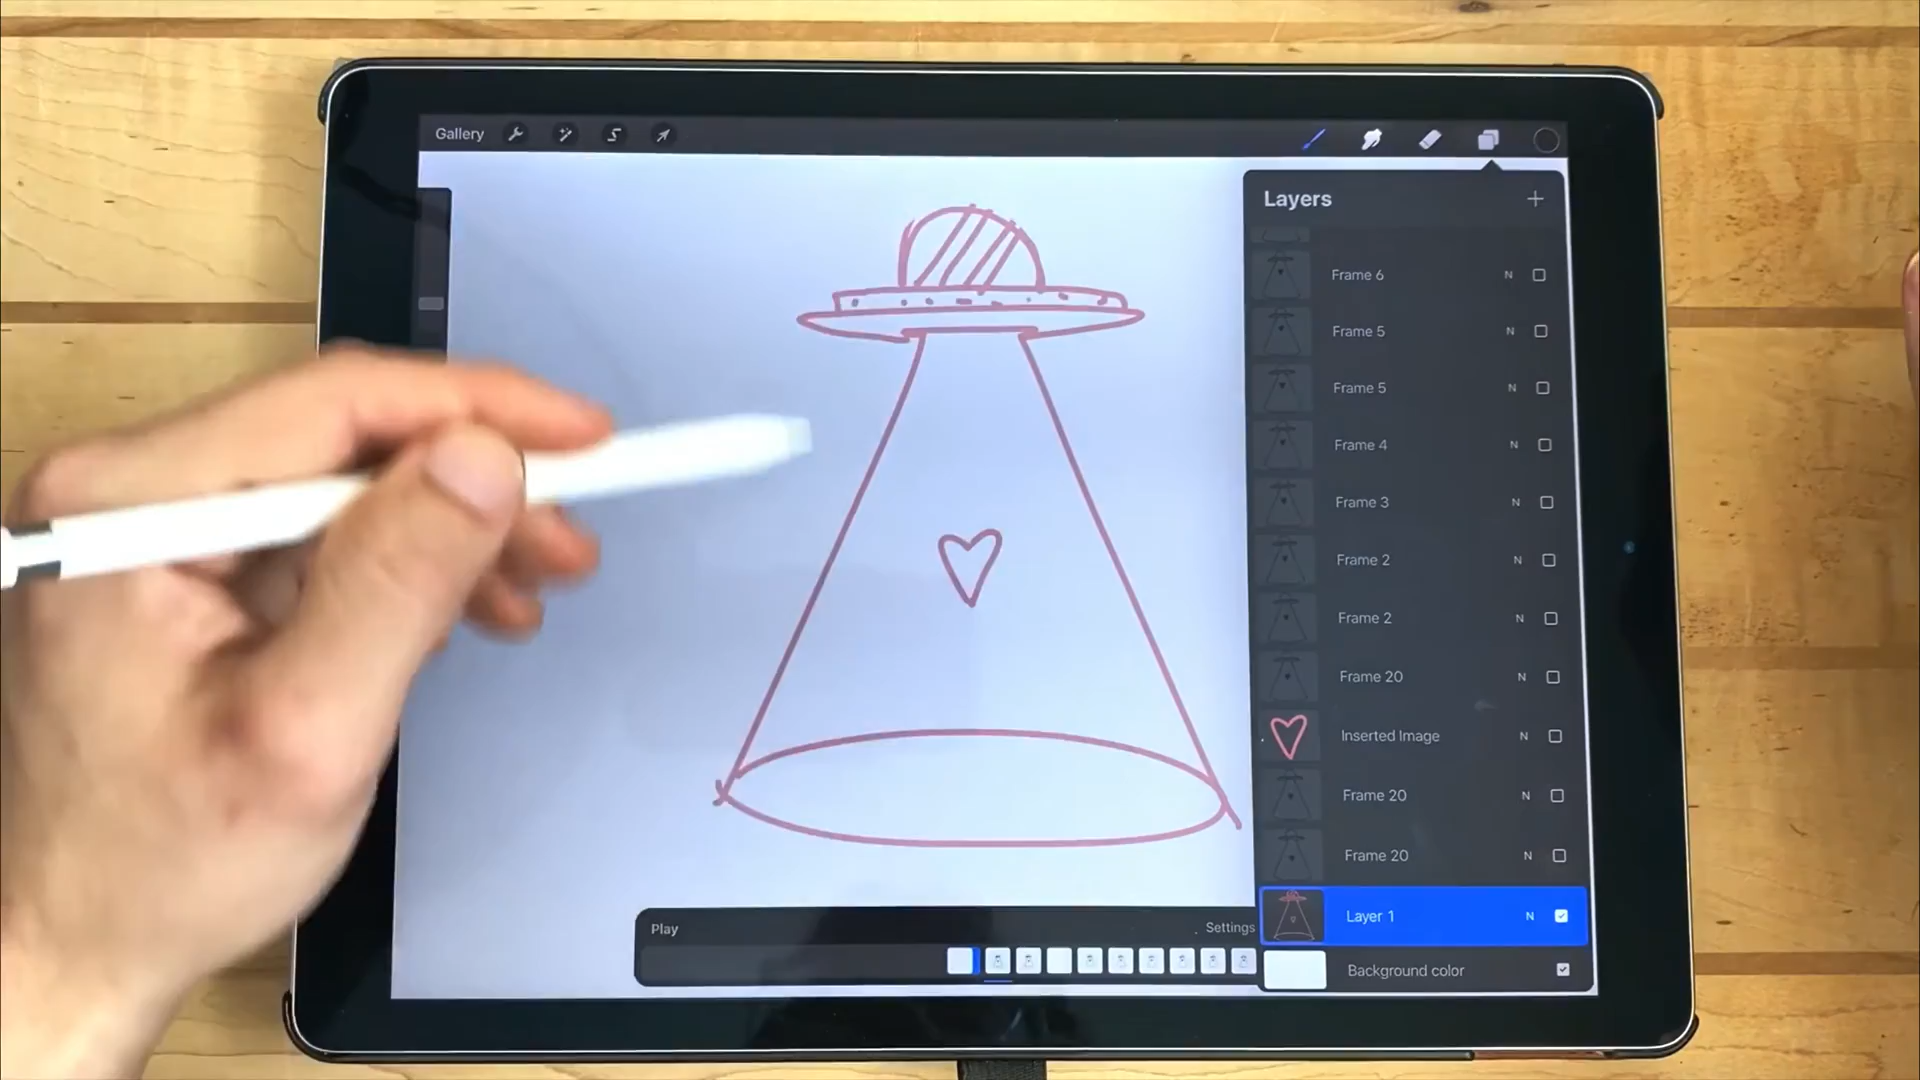 Gallery
Layers
Frame 6 N
Frame 5 N
Frame 5 N
Frame 4 N
Frame 3 N
Frame 2 N
Frame 2 N
Frame 20 N
Inserted Image N
Frame 20 N
Frame 20 N
Layer 1 N
Play Settings
Background color